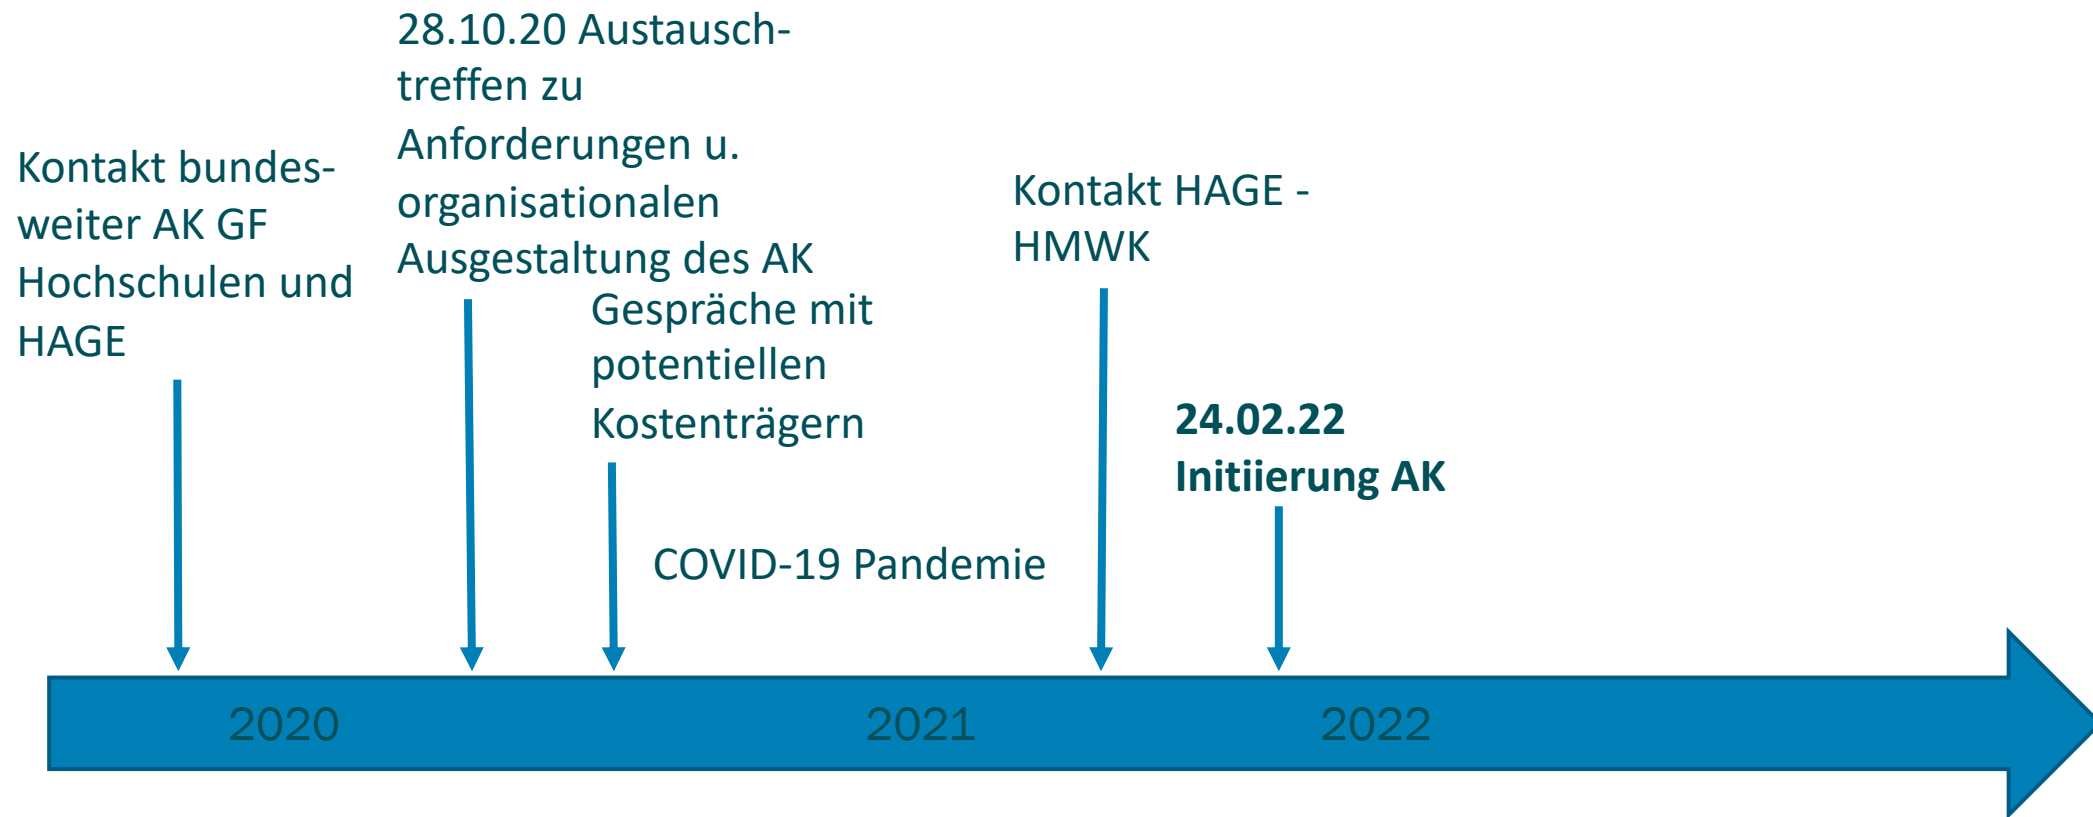 Kontakt bundes-
weiter AK GF
Hochschulen und
HAGE
28.10.20 Austausch-
treffen zu
Anforderungen u.
organisationalen
Ausgestaltung des AK
Gespräche mit
potentiellen
Kostenträgern
COVID-19 Pandemie
Kontakt HAGE -
HMWK
24.02.22
Initiierung AK
2020
2021
2022